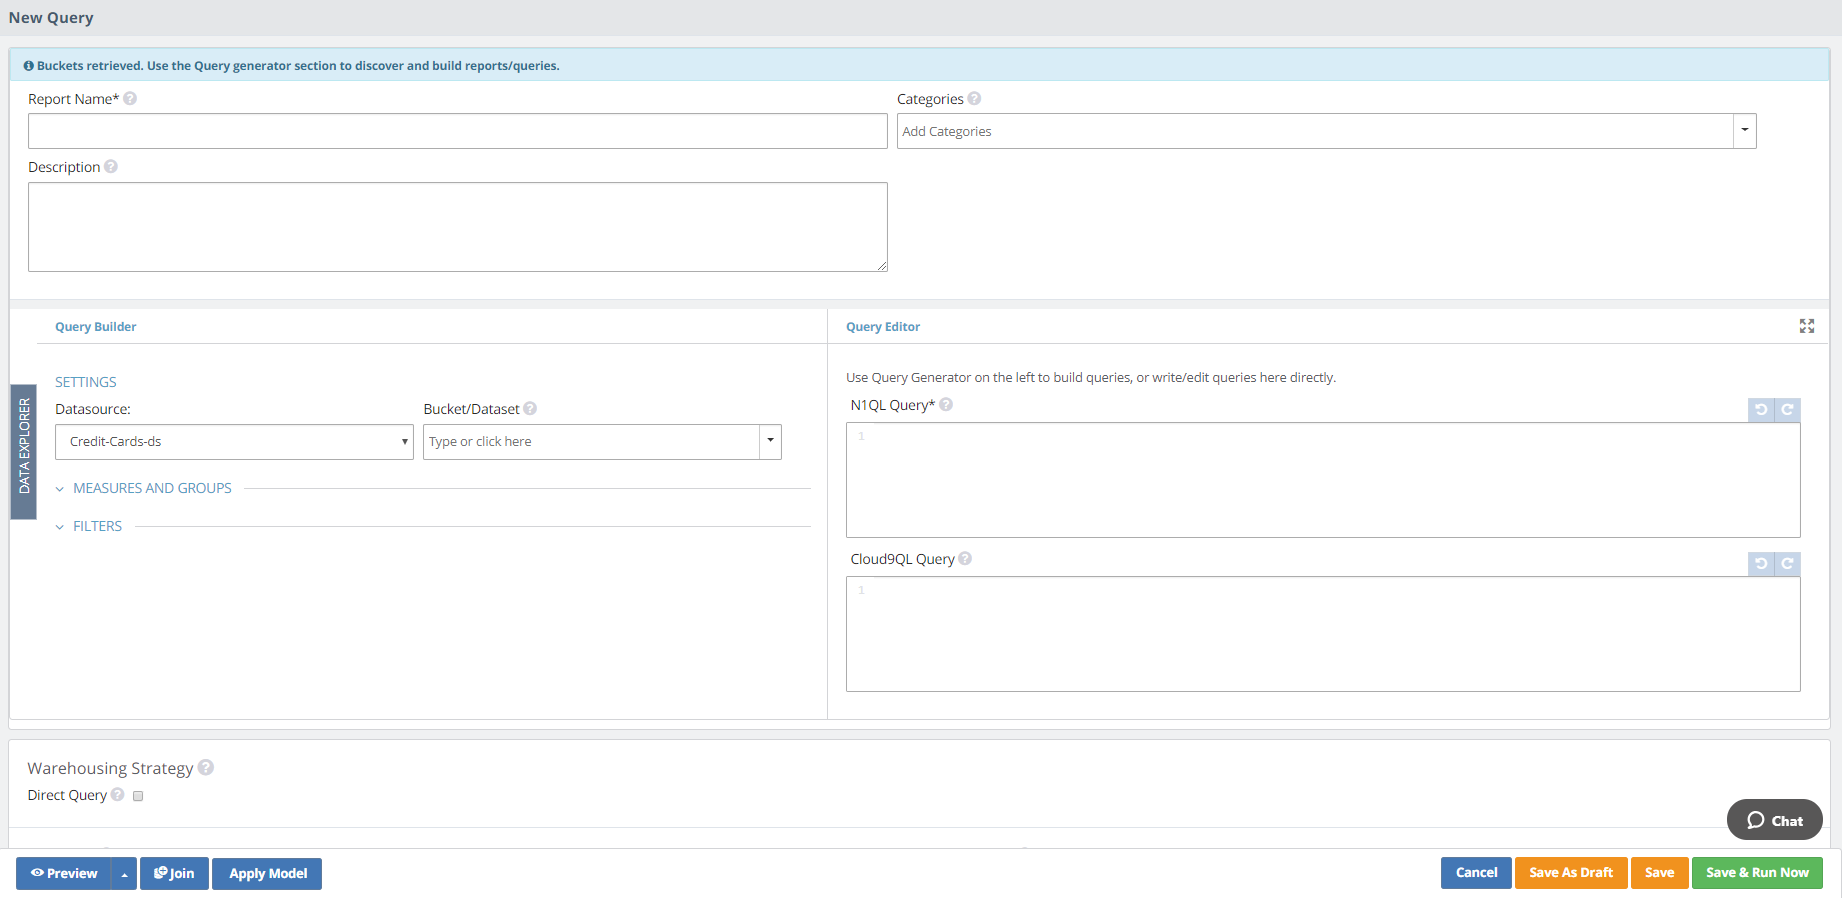 New Query
Buckets retrieved. Use the Query generator section to discover and build reports/queries.
Report Name*
Categories
Add Categories
Description
Query Builder
Query Editor
SETTINGS
Datasource:
Bucket/Dataset
Credit-Cards-ds
Type or click here
MEASURES AND GROUPS
FILTERS
DATA EXPLORER
Use Query Generator on the left to build queries, or write/edit queries here directly.
N1QL Query*
1
Cloud9QL Query
1
Warehousing Strategy
Direct Query
Chat
Preview
Join
Apply Model
Cancel
Save As Draft
Save
Save & Run Now